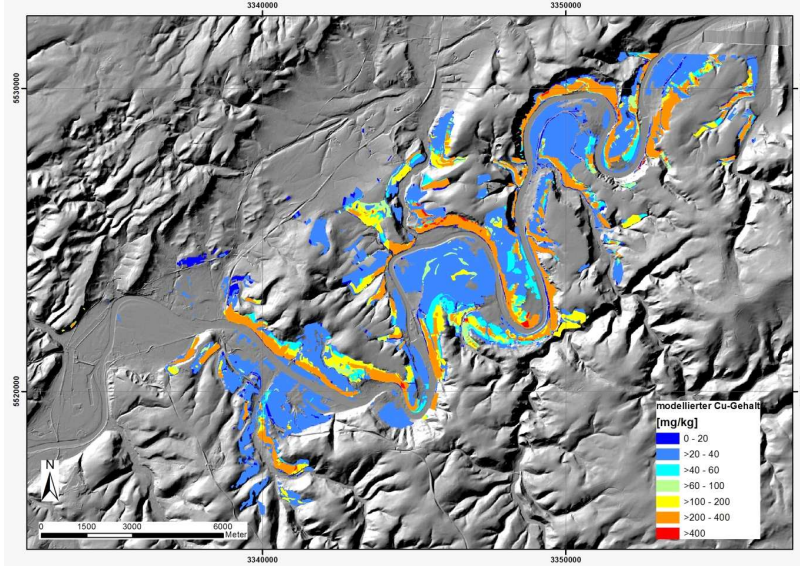 3340000 3350000
5530000
5520000
modellierter Cu-Gehalt
[mg/kg]
0 - 20
>20 - 40
>40 - 60
>60 - 100
>100 - 200
>200 - 400
>400
N
0 1500 3000 6000
Meter
3340000 3350000